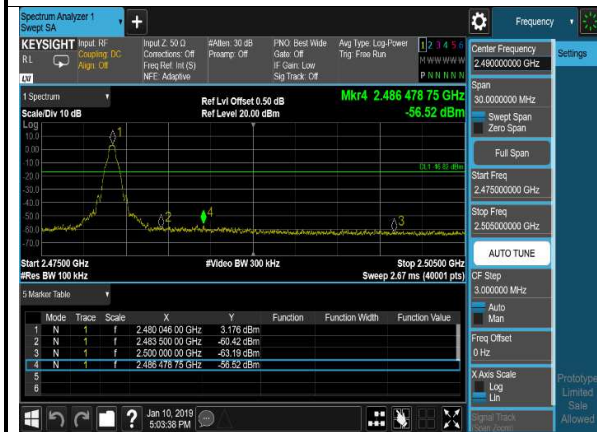 Spectrum Analyzer 1
Swept SA
Frequency
KEYSIGHT Input: RF
RL
Coupling: DC
Align: Off
LXI
Input Z: 50 Ω
Corrections: Off
Freq Ref: Int (S)
NFE: Adaptive
#Atten: 30 dB
Preamp: Off
PNO: Best Wide
Gate: Off
IF Gain: Low
Sig Track: Off
Avg Type: Log-Power
Trig: Free Run
1 2 3 4 5 6
M W W W W W
P N N N N N
1 Spectrum
Scale/Div 10 dB
Ref Lvl Offset 0.50 dB
Ref Level 20.00 dBm
Mkr4 2.486 478 75 GHz
-56.52 dBm
Log
10.0
0.00
-10.0
-20.0
-30.0
-40.0
-50.0
-60.0
-70.0
1
2
4
3
Start 2.47500 GHz
#Res BW 100 kHz
#Video BW 300 kHz
Stop 2.50500 GHz
Sweep 2.67 ms (40001 pts)
5 Marker Table
Mode Trace Scale X Y Function Function Width Function Value
1 N 1 f 2.480 046 00 GHz 3.176 dBm
2 N 1 f 2.483 500 00 GHz -60.42 dBm
3 N 1 f 2.500 000 00 GHz -63.19 dBm
4 N 1 f 2.486 478 75 GHz -56.52 dBm
5
6
Jan 10, 2019
5:03:38 PM
Center Frequency
2.490000000 GHz
Settings
Span
30.0000000 MHz
Swept Span
Zero Span
Full Span
Start Freq
2.475000000 GHz
Stop Freq
2.505000000 GHz
AUTO TUNE
CF Step
3.000000 MHz
Auto
Man
Freq Offset
0 Hz
X Axis Scale
Log
Lin
Signal Track
(Span Zoom)
Prototype
Limited
Sale
Allowed